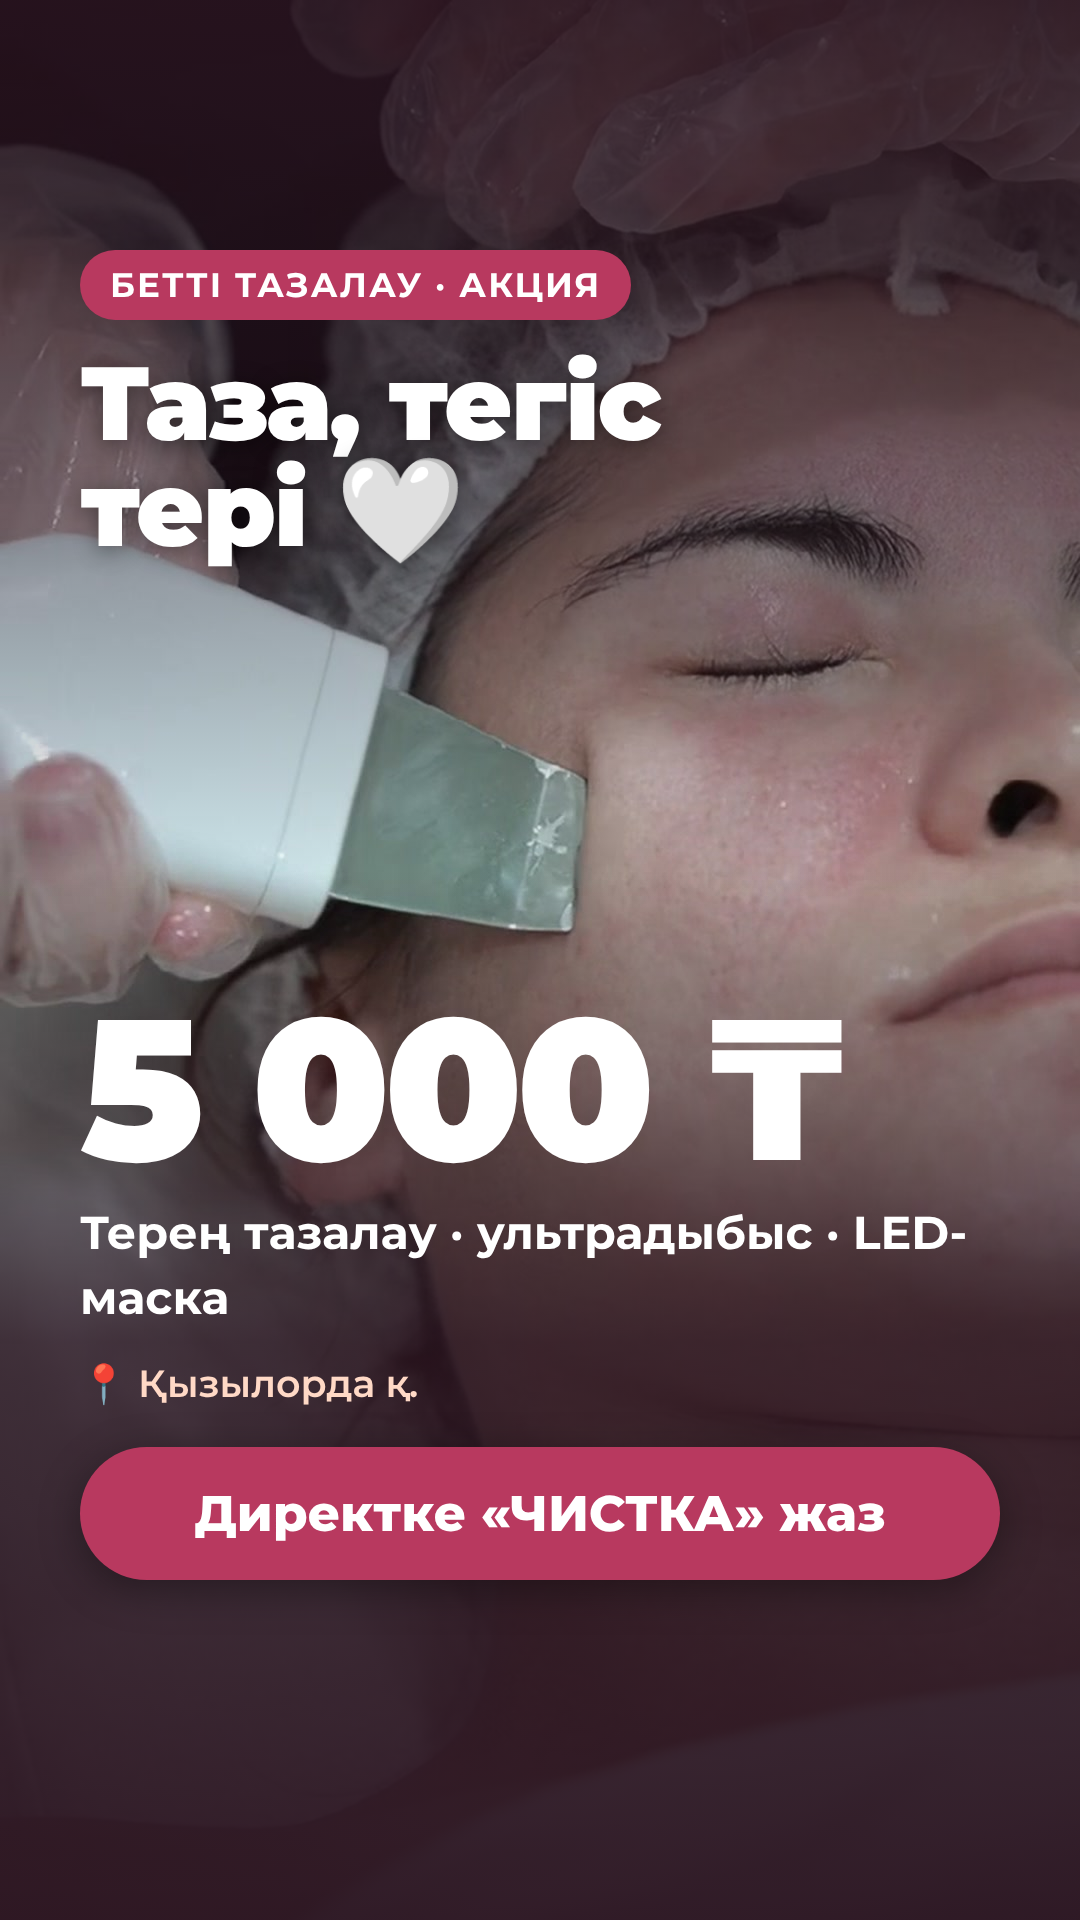 БЕТТІ ТАЗАЛАУ · АКЦИЯ
Таза, тегіс
тері 🤍
5 000 ₸
Терең тазалау · ультрадыбыс · LED-
маска
📍 Қызылорда қ.
Директке «ЧИСТКА» жаз